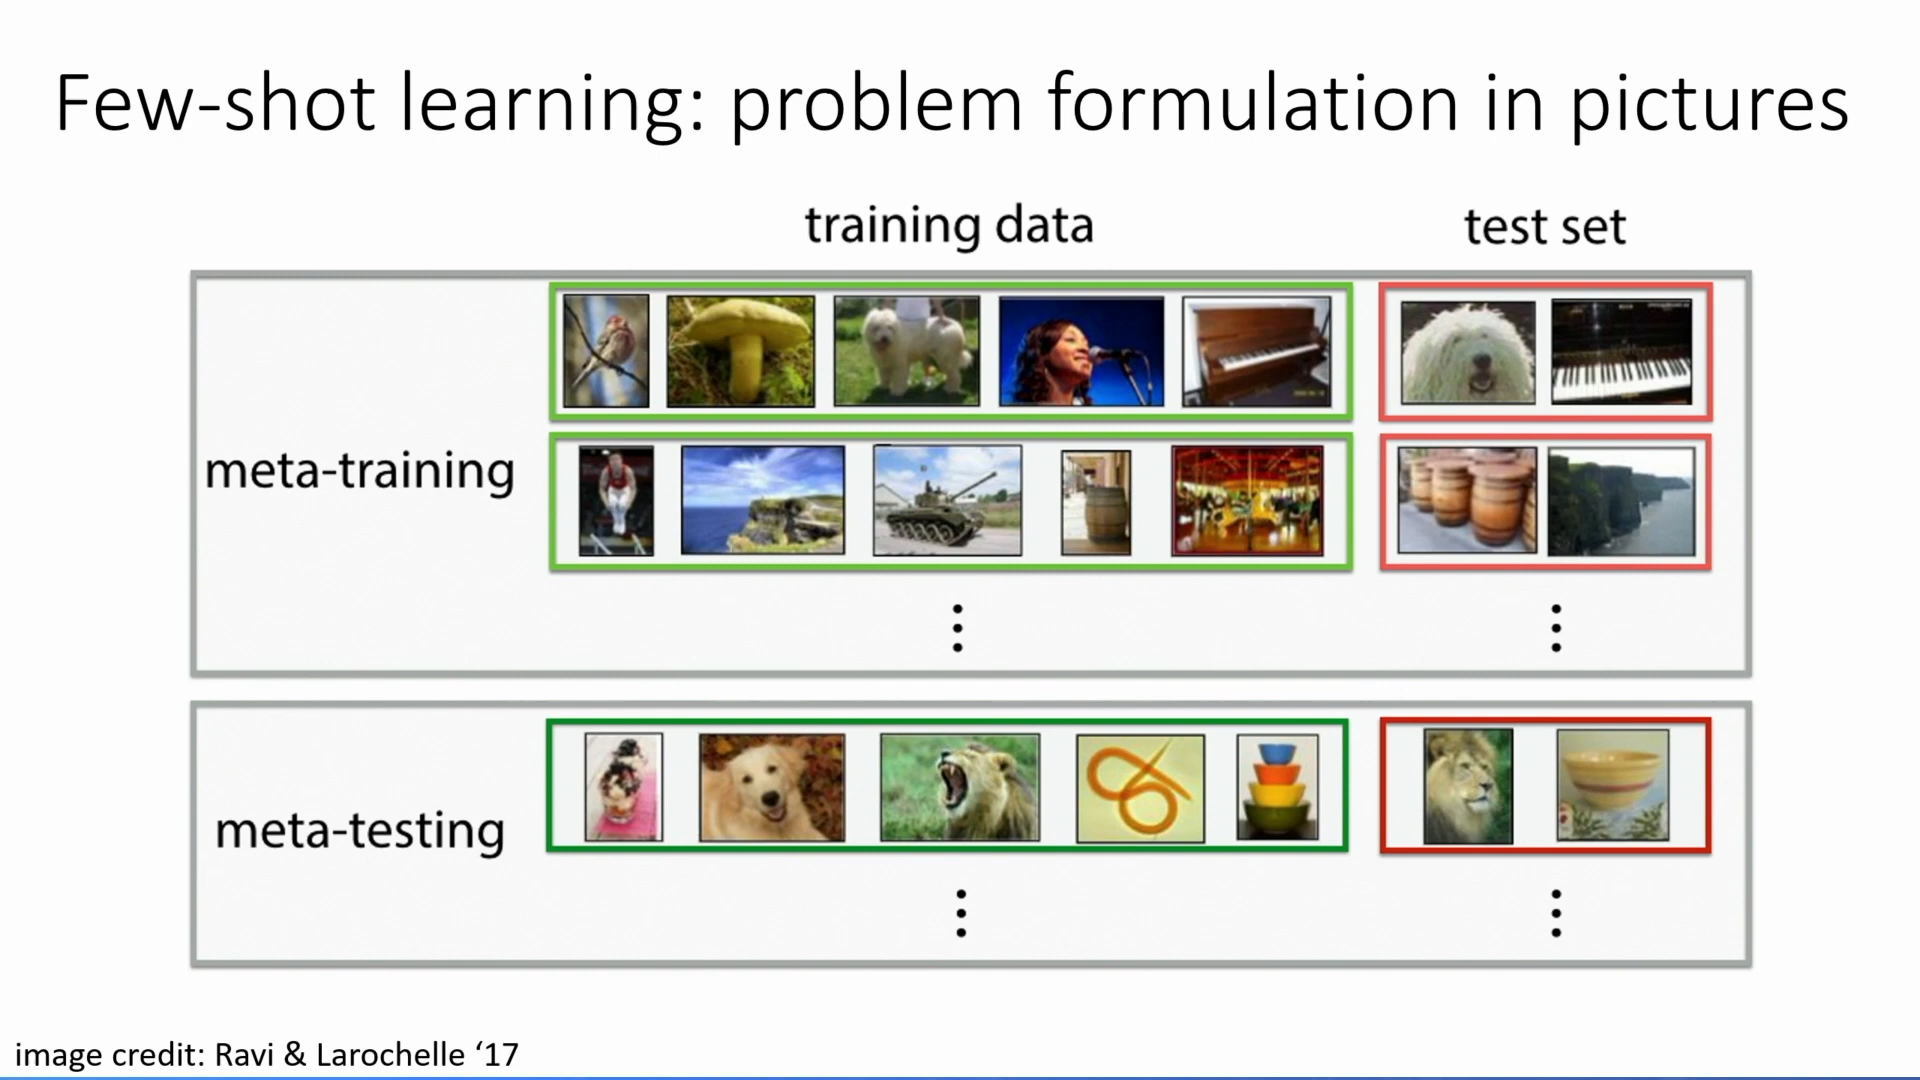 Few-shot learning: problem formulation in pictures
training data
test set
meta-training
meta-testing
image credit: Ravi & Larochelle ‘17